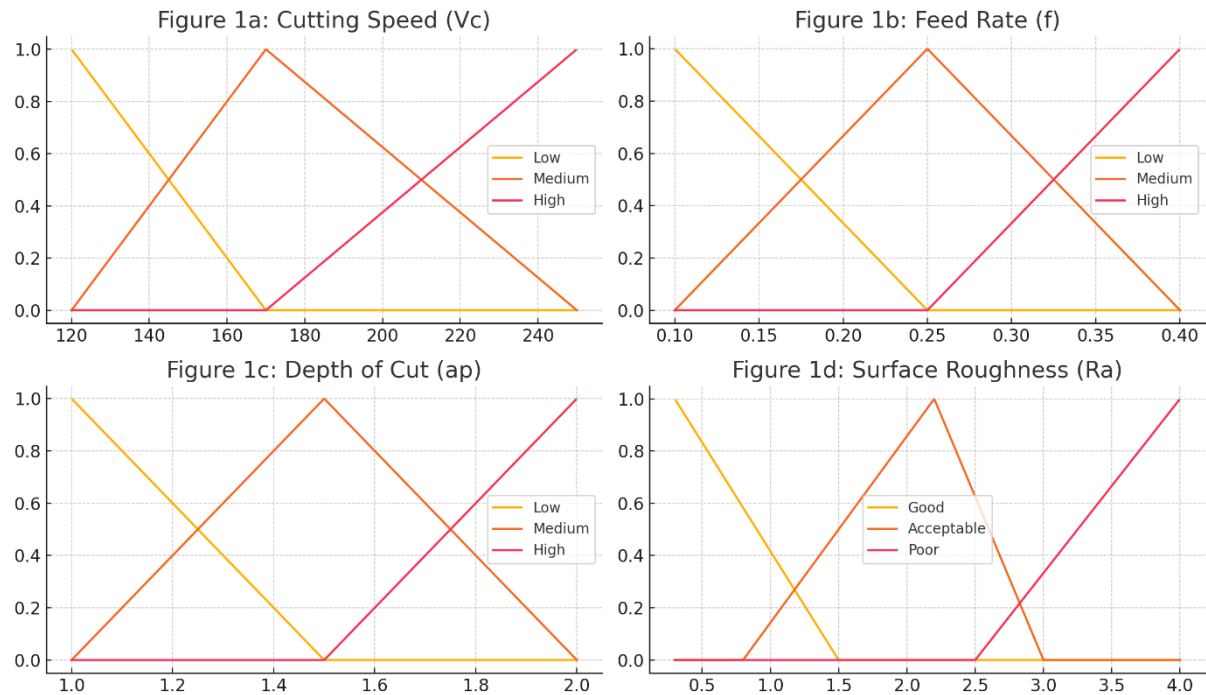 Figure 1a: Cutting Speed (Vc)
1.0
0.8
0.6
0.4
0.2
0.0
Low
Medium
High
120 140 160 180 200 220 240
Figure 1b: Feed Rate (f)
1.0
0.8
0.6
0.4
0.2
0.0
Low
Medium
High
0.10 0.15 0.20 0.25 0.30 0.35 0.40
Figure 1c: Depth of Cut (ap)
1.0
0.8
0.6
0.4
0.2
0.0
Low
Medium
High
1.0 1.2 1.4 1.6 1.8 2.0
Figure 1d: Surface Roughness (Ra)
1.0
0.8
0.6
0.4
0.2
0.0
Good
Acceptable
Poor
0.5 1.0 1.5 2.0 2.5 3.0 3.5 4.0